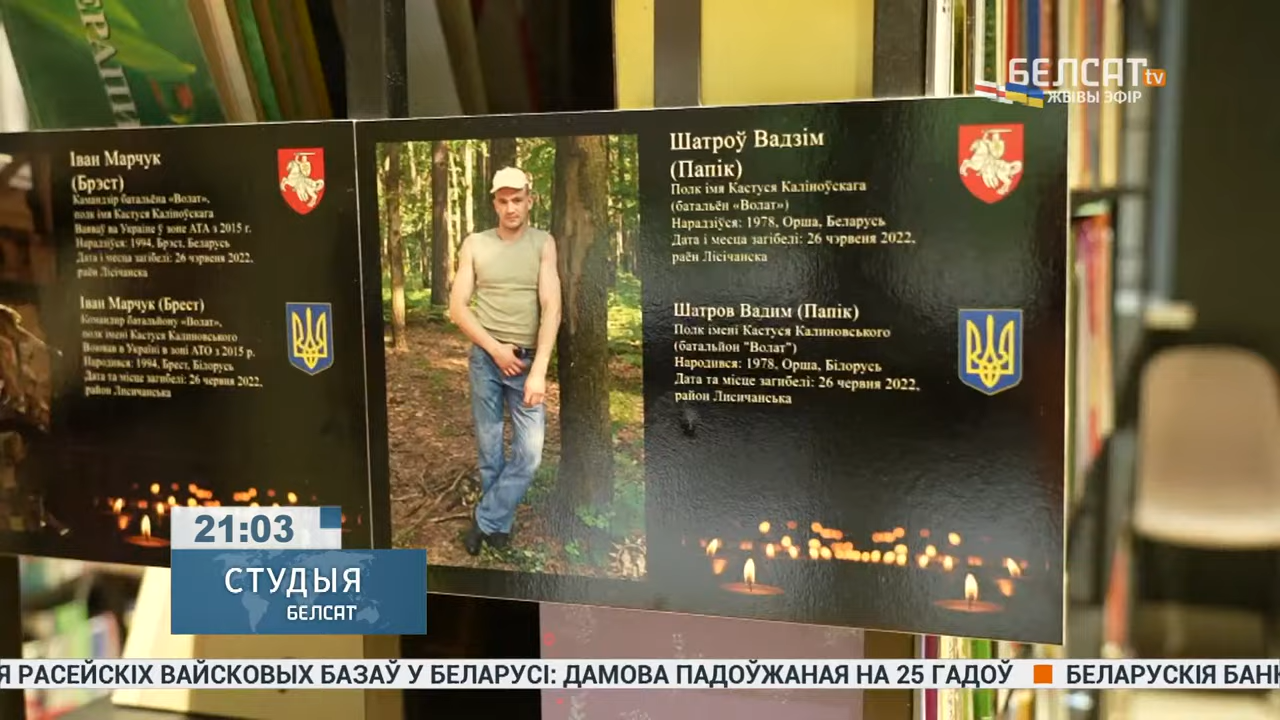 ЕРАПИ
БЕЛСАТ tv
ЖЫВЫ ЭФІР
Іван Марчук
(Брэст)
Камандзір батальёна «Волат»,
полк імя Кастуся Каліноўскага
Ваяваў ва Украіне ў зоне АТА з 2015 г.
Нарадзіўся: 1994, Брэст, Беларусь
Дата і месца загібелі: 26 чэрвеня 2022,
раён Лісічанска
Іван Марчук (Брест)
Командир батальйону «Волат»,
полк імені Кастуся Калиновського
Воював в Україні в зоні АТО з 2015 р.
Народився: 1994, Брест, Білорусь
Дата та місце загибелі: 26 червня 2022,
район Лисичанська
Шатроў Вадзім
(Папік)
Полк імя Кастуся Каліноўскага
(батальён «Волат»)
Нарадзіўся: 1978, Орша, Беларусь
Дата і месца загібелі: 26 чэрвеня 2022,
раён Лісічанска
Шатров Вадим (Папік)
Полк імені Кастуся Калиновського
(батальйон "Волат")
Народився: 1978, Орша, Білорусь
Дата та місце загибелі: 26 червня 2022,
район Лисичанська
21:03
СТУДЫЯ
БЕЛСАТ
Я РАСЕЙСКІХ ВАЙСКОВЫХ БАЗАЎ У БЕЛАРУСІ: ДАМОВА ПАДОЎЖАНАЯ НА 25 ГАДОЎ БЕЛАРУСКІЯ БАНК